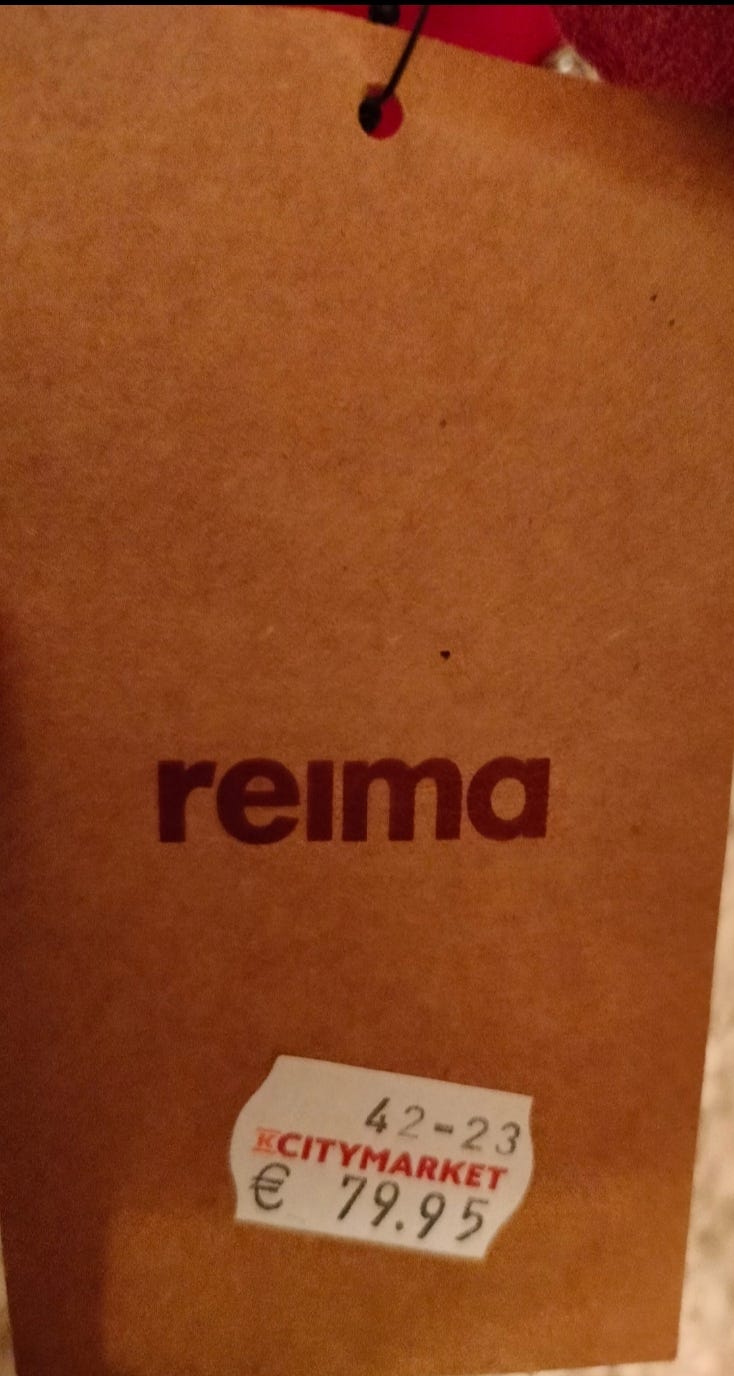 reima
42-23
KCITYMARKET
€ 79.95